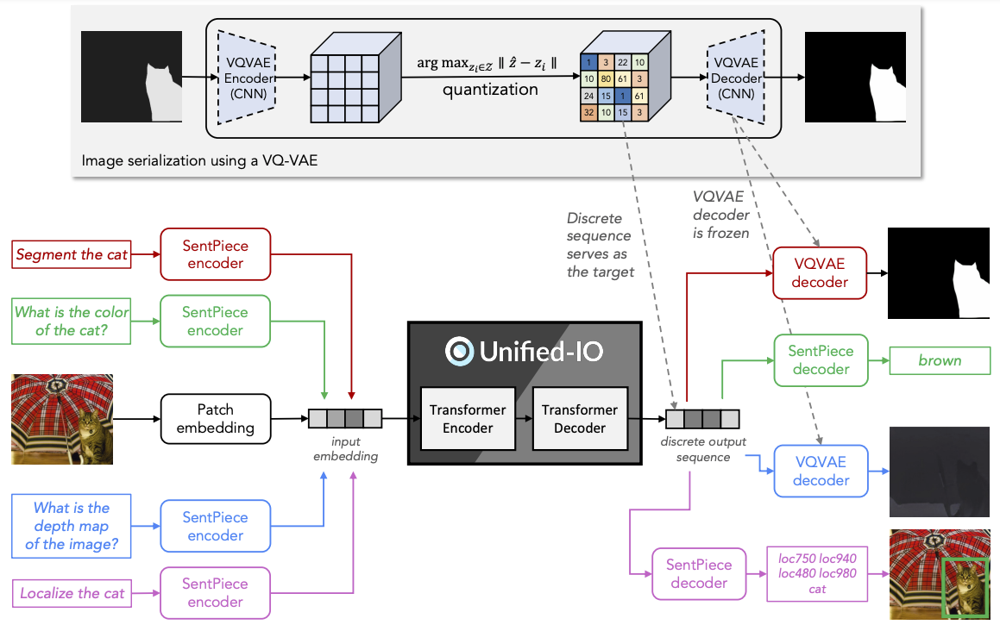 VQVAE
Encoder
(CNN)
arg max_{z_i∈𝒵} ‖ ẑ − z_i ‖
quantization
1 3 22 10
10 80 61 3
24 15 1 61
32 10 15 3
VQVAE
Decoder
(CNN)
Image serialization using a VQ-VAE
Discrete
sequence
serves as
the target
VQVAE
decoder
is frozen
Segment the cat
SentPiece
encoder
VQVAE
decoder
What is the color
of the cat?
SentPiece
encoder
Unified-IO
SentPiece
decoder
brown
Patch
embedding
input
embedding
Transformer
Encoder
Transformer
Decoder
discrete output
sequence
VQVAE
decoder
What is the
depth map
of the image?
SentPiece
encoder
Localize the cat
SentPiece
encoder
SentPiece
decoder
loc750 loc940
loc480 loc980
cat